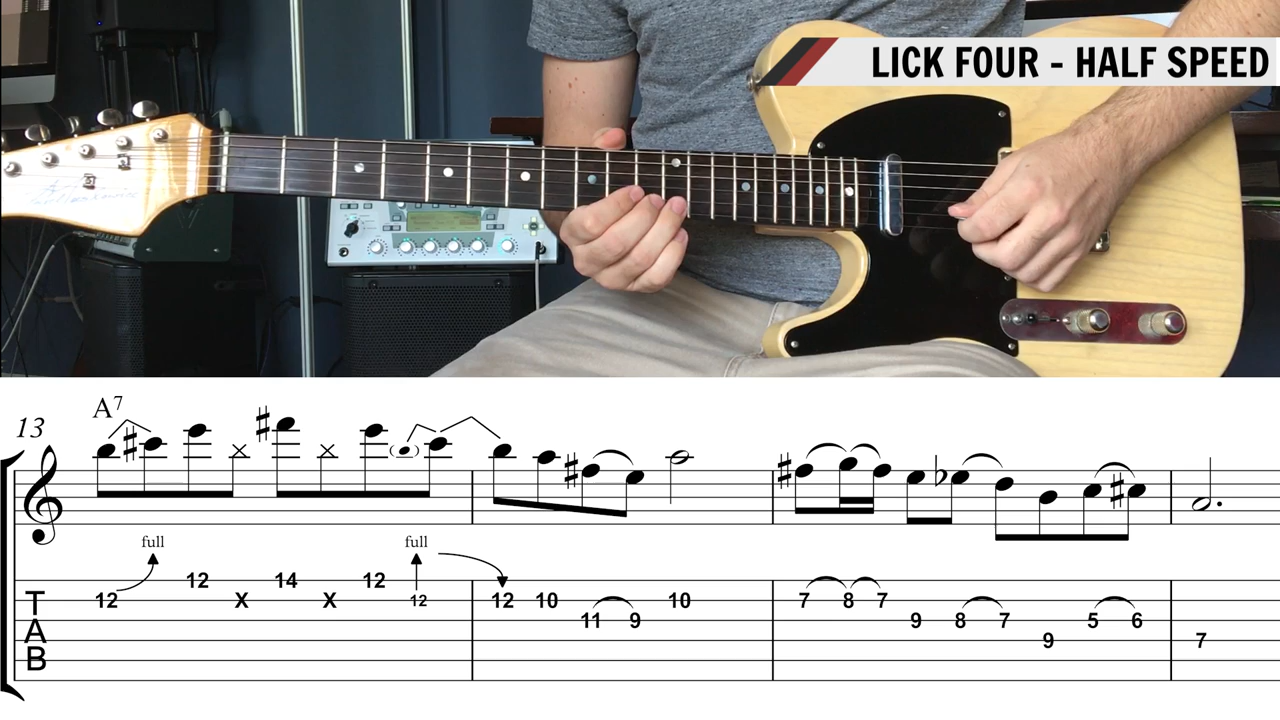 LICK FOUR - HALF SPEED
A7
13
full full
12 14 12
12 X X 12 12 10 10 7 8 7
T
11 9 9 8 7 5 6
A
9 7
B